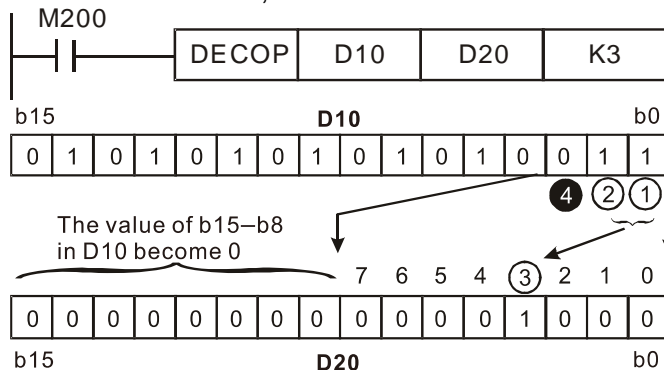 M200
DECOP D10 D20 K3
b15 D10 b0
0 1 0 1 0 1 0 1 0 1 0 1 0 0 1 1
4 2 1
The value of b15–b8
in D10 become 0
7 6 5 4 3 2 1 0
0 0 0 0 0 0 0 0 0 0 0 0 1 0 0 0
b15 D20 b0